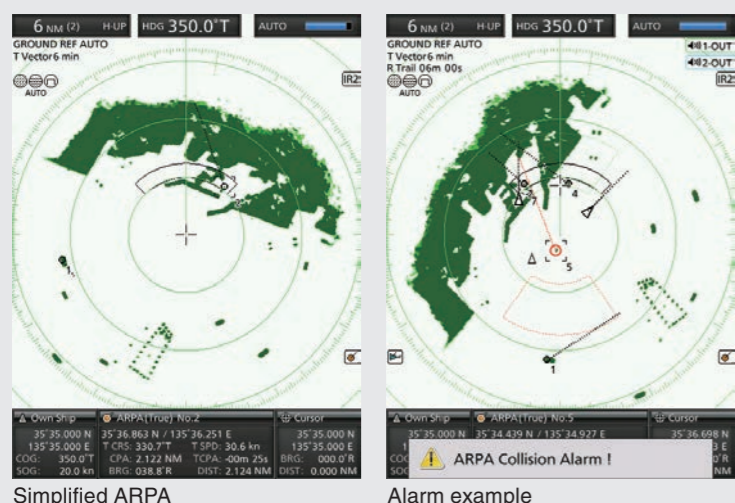 6 NM (2) H-UP HDG 350.0°T AUTO
GROUND REF AUTO
T Vector6 min
AUTO
IR2
1
2
Own Ship ARPA(True) No.2 Cursor
35°35.000 N 35°36.863 N / 135°36.251 E 35°35.000 N
135°35.000 E T CRS: 330.7°T T SPD: 30.6 kn 135°35.000 E
COG: 350.0°T CPA: 2.122 NM TCPA: -00m 25s BRG: 000.0°R
SOG: 20.0 kn BRG: 038.8°R DIST: 2.124 NM DIST: 0.000 NM
Simplified ARPA
6 NM (2) H-UP HDG 350.0°T AUTO
GROUND REF AUTO
T Vector6 min
R Trail 06m 00s
AUTO
1-OUT
2-OUT
IR2
7
4
5
1
Own Ship ARPA(True) No.5 Cursor
35°35.000 N 35°34.439 N / 135°34.927 E 35°36.698 N
ARPA Collision Alarm !
Alarm example